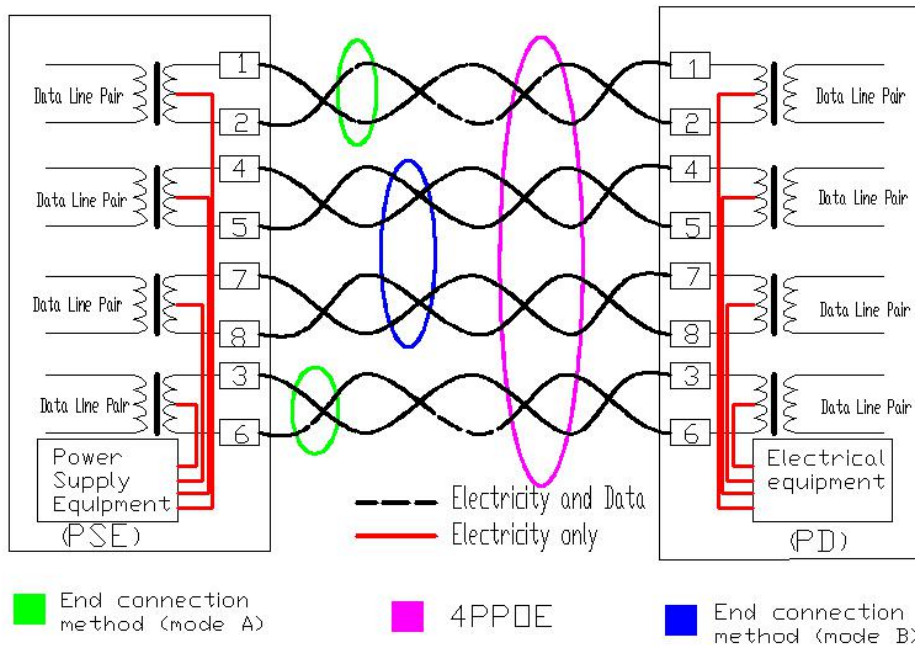 1
1
Data Line Pair
Data Line Pair
2
2
4
4
Data Line Pair
Data Line Pair
5
5
7
7
Data Line Pair
Data Line Pair
8
8
3
3
Data Line Pair
Data Line Pair
6
6
Power
Supply
Equipment
(PSE)
Electrical
equipment
(PD)
Electricity and Data
Electricity only
End connection
method (mode A)
4PPOE
End connection
method (mode B)